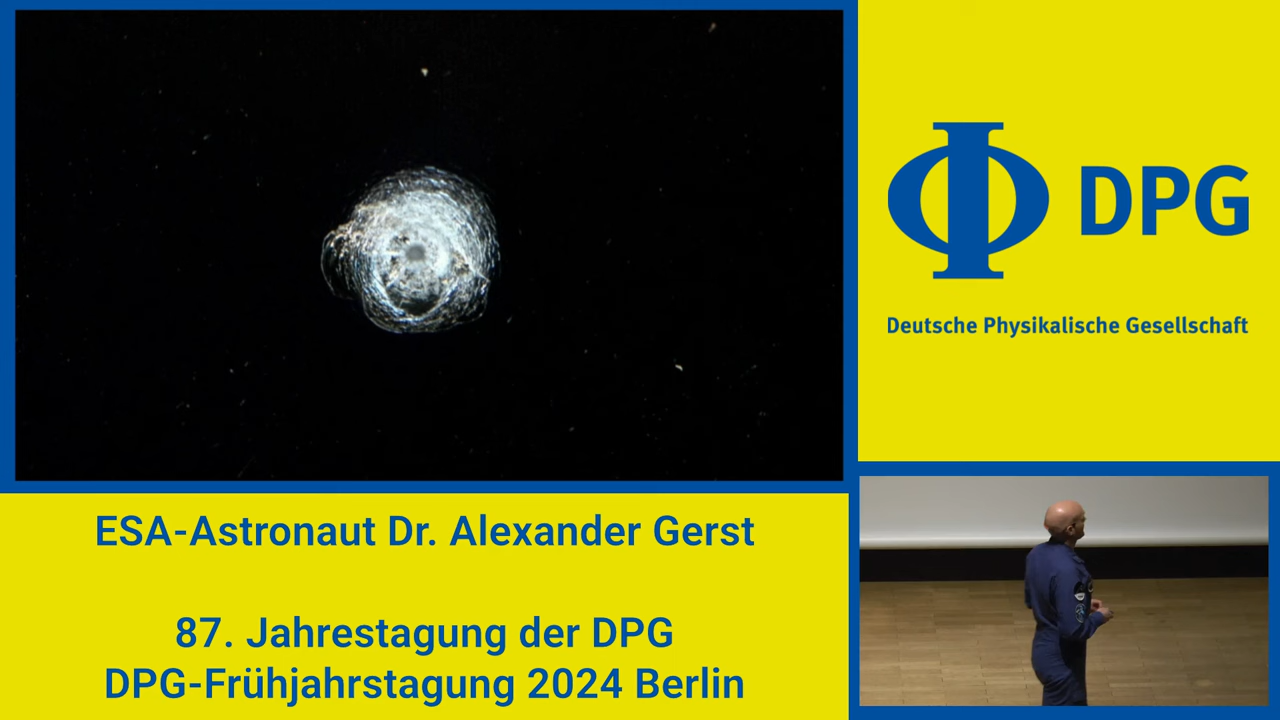 DPG
Deutsche Physikalische Gesellschaft
ESA-Astronaut Dr. Alexander Gerst
87. Jahrestagung der DPG
DPG-Frühjahrstagung 2024 Berlin